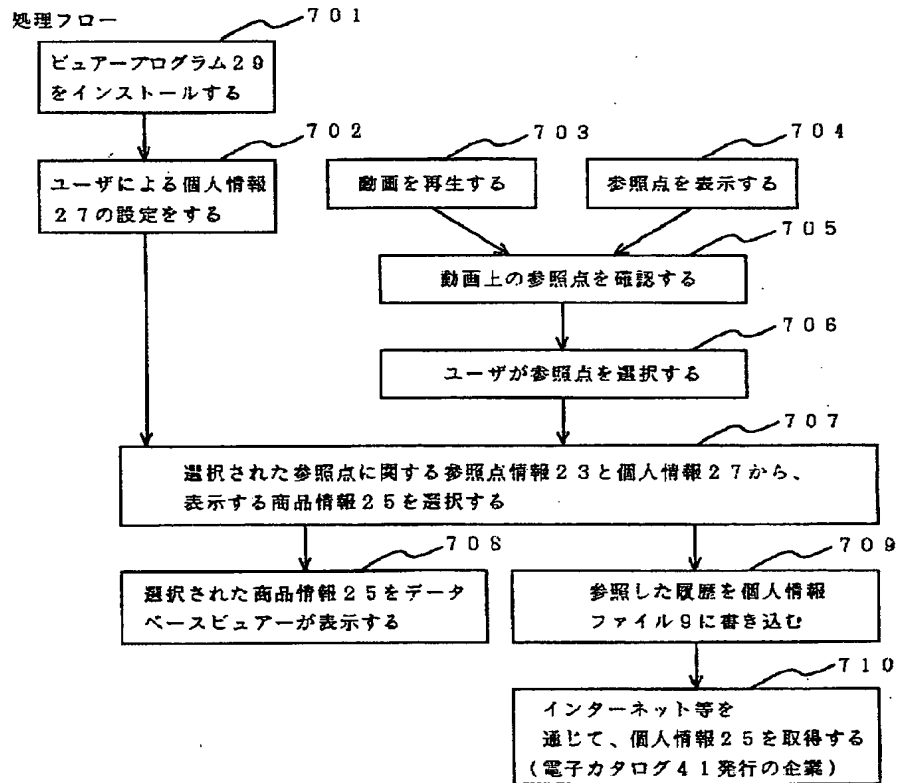 処理フロー
701
ビュアープログラム29
をインストールする
702
ユーザによる個人情報
27の設定をする
703
動画を再生する
704
参照点を表示する
705
動画上の参照点を確認する
706
ユーザが参照点を選択する
707
選択された参照点に関する参照点情報23と個人情報27から、
表示する商品情報25を選択する
708
選択された商品情報25をデータ
ベースビュアーが表示する
709
参照した履歴を個人情報
ファイル9に書き込む
710
インターネット等を
通じて、個人情報25を取得する
(電子カタログ41発行の企業)